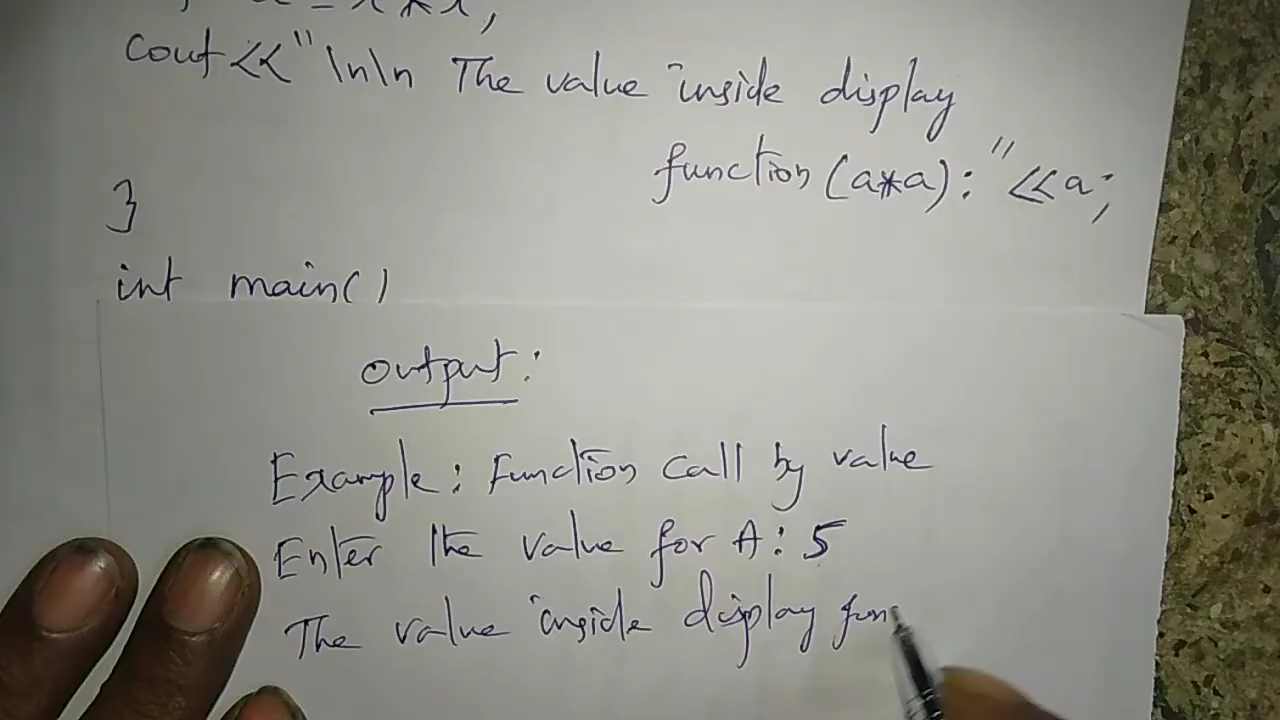 cout<<"\n\n The value inside display
function(a*a): "<<a;
}
int main()
Output:
Example: Function call by value
Enter the value for A: 5
The value inside display fun